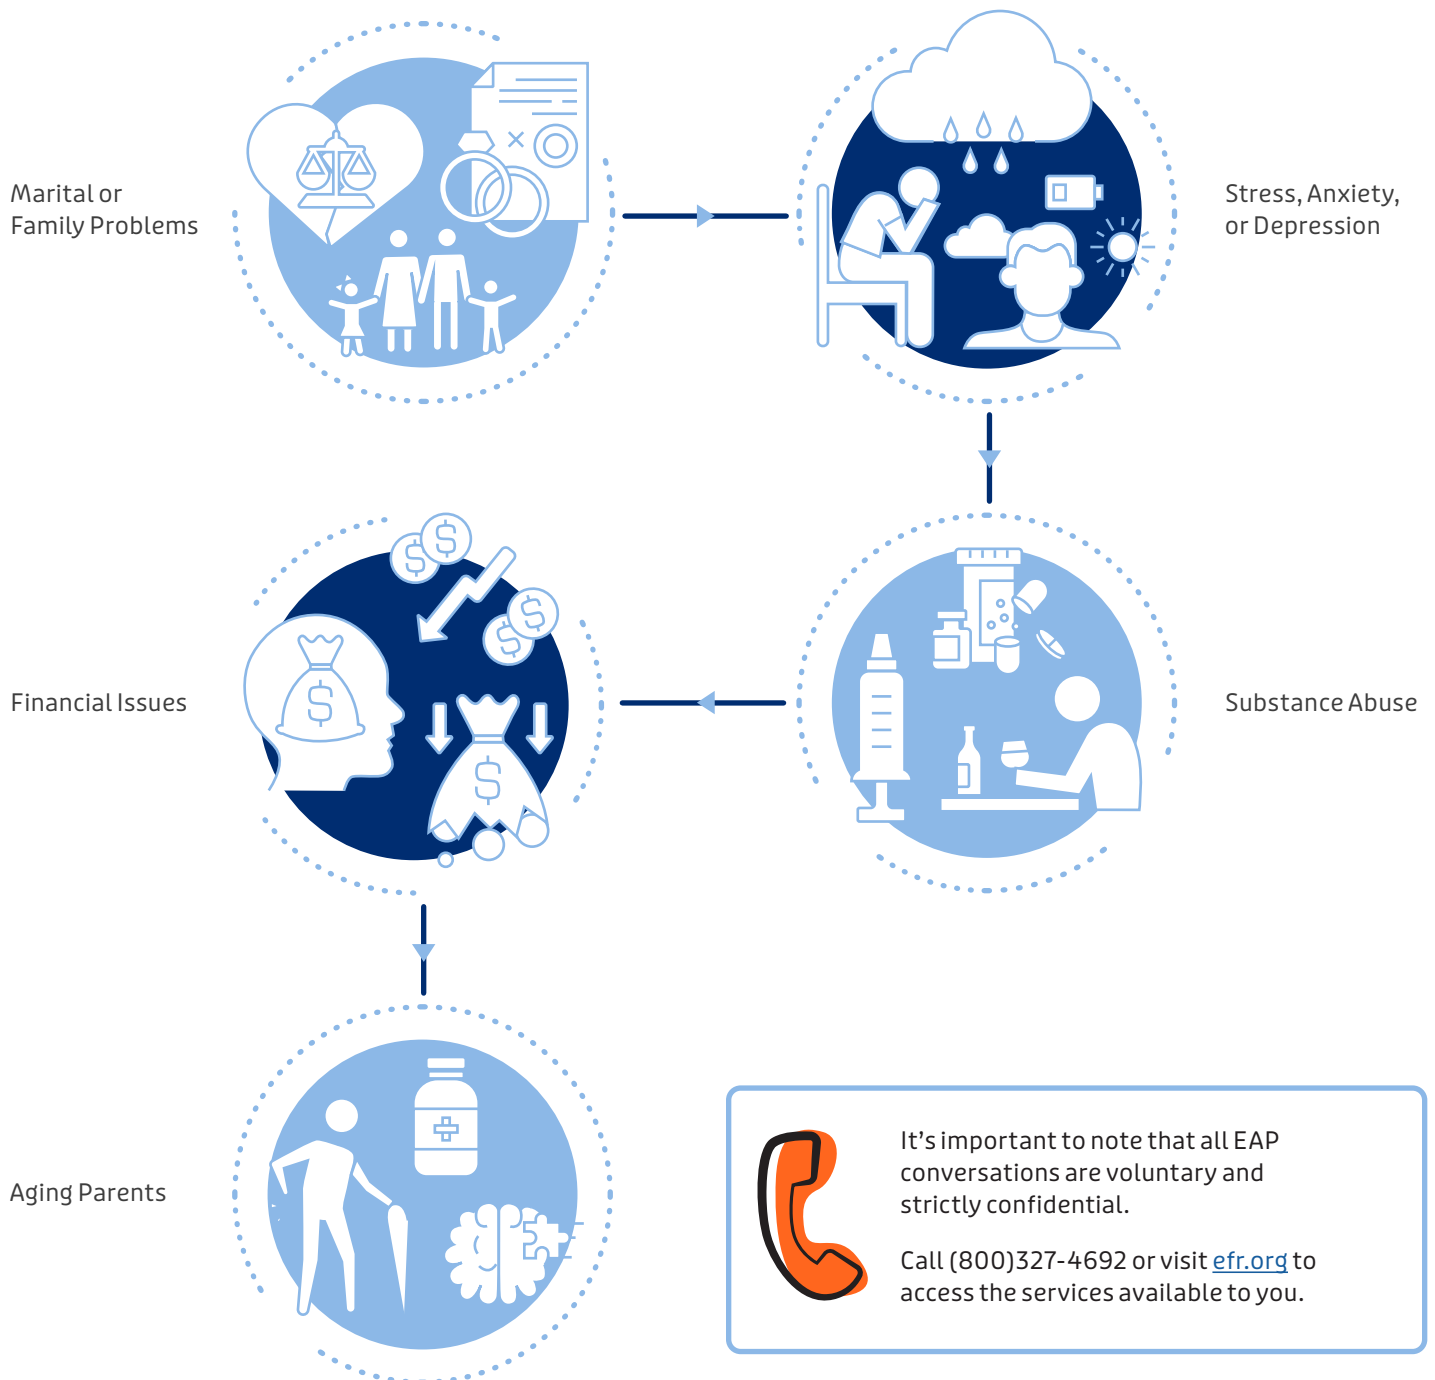 Marital or
Family Problems
Stress, Anxiety,
or Depression
Financial Issues
Substance Abuse
Aging Parents
It's important to note that all EAP
conversations are voluntary and
strictly confidential.
Call (800)327-4692 or visit efr.org to
access the services available to you.